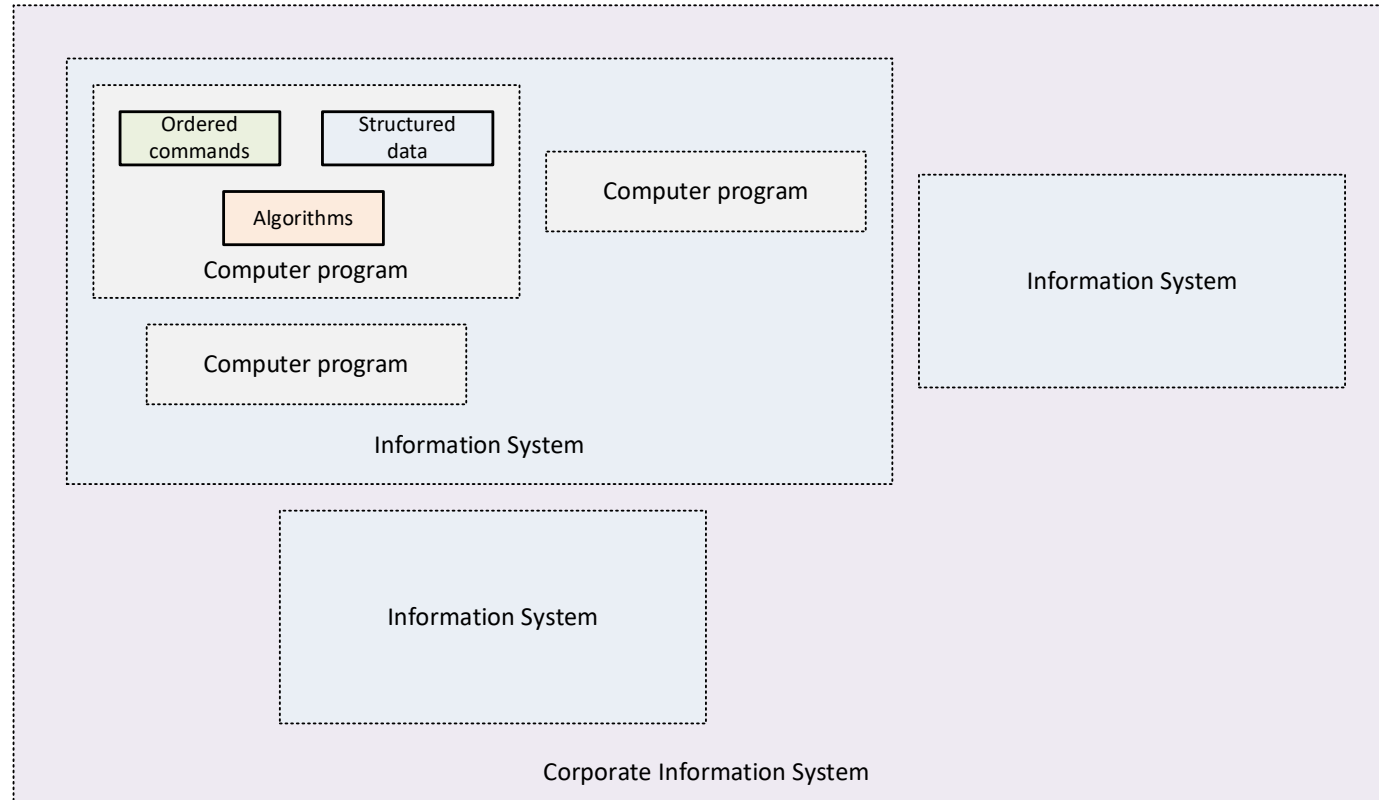 Ordered
commands
Structured
data
Algorithms
Computer program
Computer program
Computer program
Information System
Information System
Information System
Corporate Information System